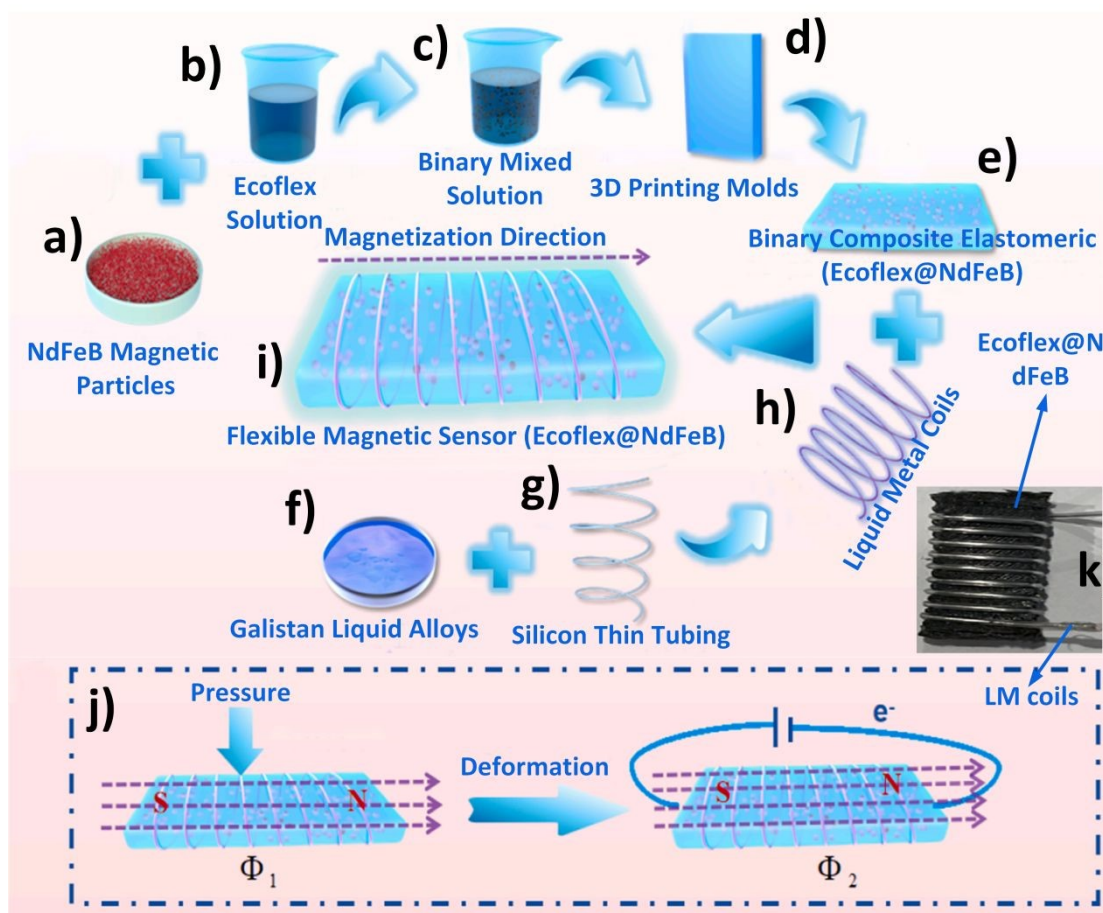 b)
c)
d)
Ecoflex
Solution
Binary Mixed
Solution
3D Printing Molds
e)
Binary Composite Elastomeric
(Ecoflex@NdFeB)
a)
NdFeB Magnetic
Particles
Magnetization Direction
i)
Flexible Magnetic Sensor (Ecoflex@NdFeB)
h)
Liquid Metal Coils
Ecoflex@N
dFeB
f)
Galistan Liquid Alloys
g)
Silicon Thin Tubing
k
LM coils
j)
Pressure
S
N
Φ1
Deformation
e-
S
N
Φ2